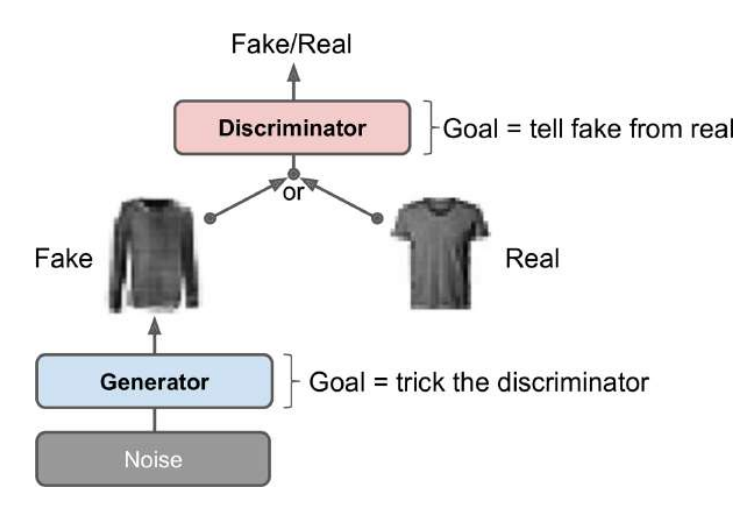 Fake/Real
Discriminator
Goal = tell fake from real
or
Fake
Real
Generator
Goal = trick the discriminator
Noise